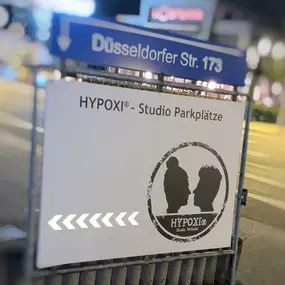 Düsseldorfer Str. 173
HYPOXI® - Studio Parkplätze
HYPOXI®